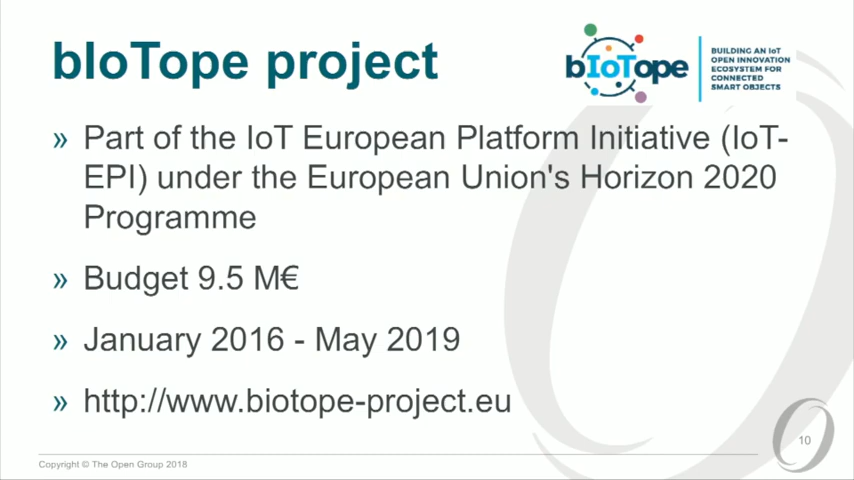 bIoTope project
bIoTope
BUILDING AN IoT
OPEN INNOVATION
ECOSYSTEM FOR
CONNECTED
SMART OBJECTS
» Part of the IoT European Platform Initiative (IoT-
EPI) under the European Union's Horizon 2020
Programme
» Budget 9.5 M€
» January 2016 - May 2019
» http://www.biotope-project.eu
10
Copyright © The Open Group 2018